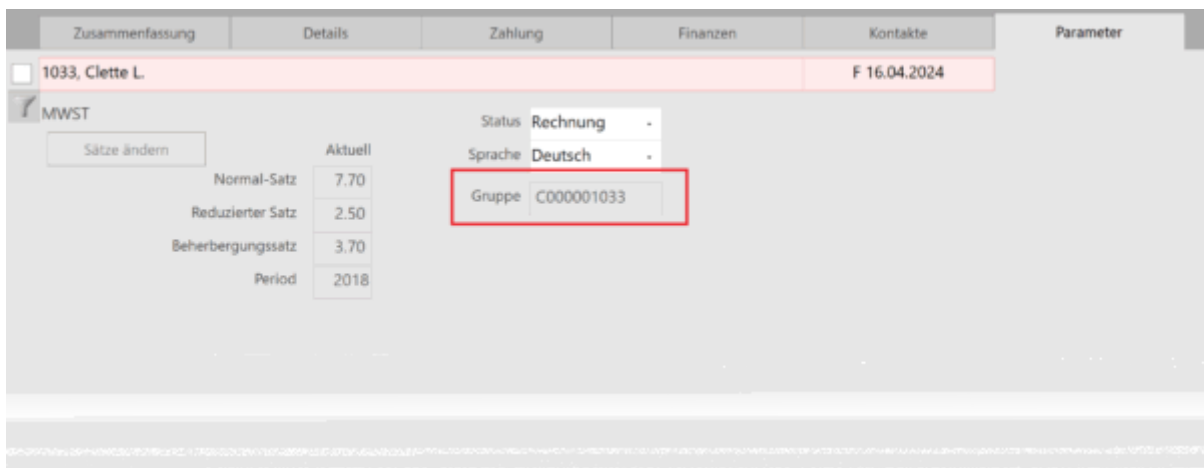 Zusammenfassung Details Zahlung Finanzen Kontakte Parameter
1033, Clette L. F 16.04.2024
MWST
Status Rechnung
Sätze ändern Aktuell Sprache Deutsch
Normal-Satz 7.70
Gruppe C000001033
Reduzierter Satz 2.50
Beherbergungssatz 3.70
Period 2018